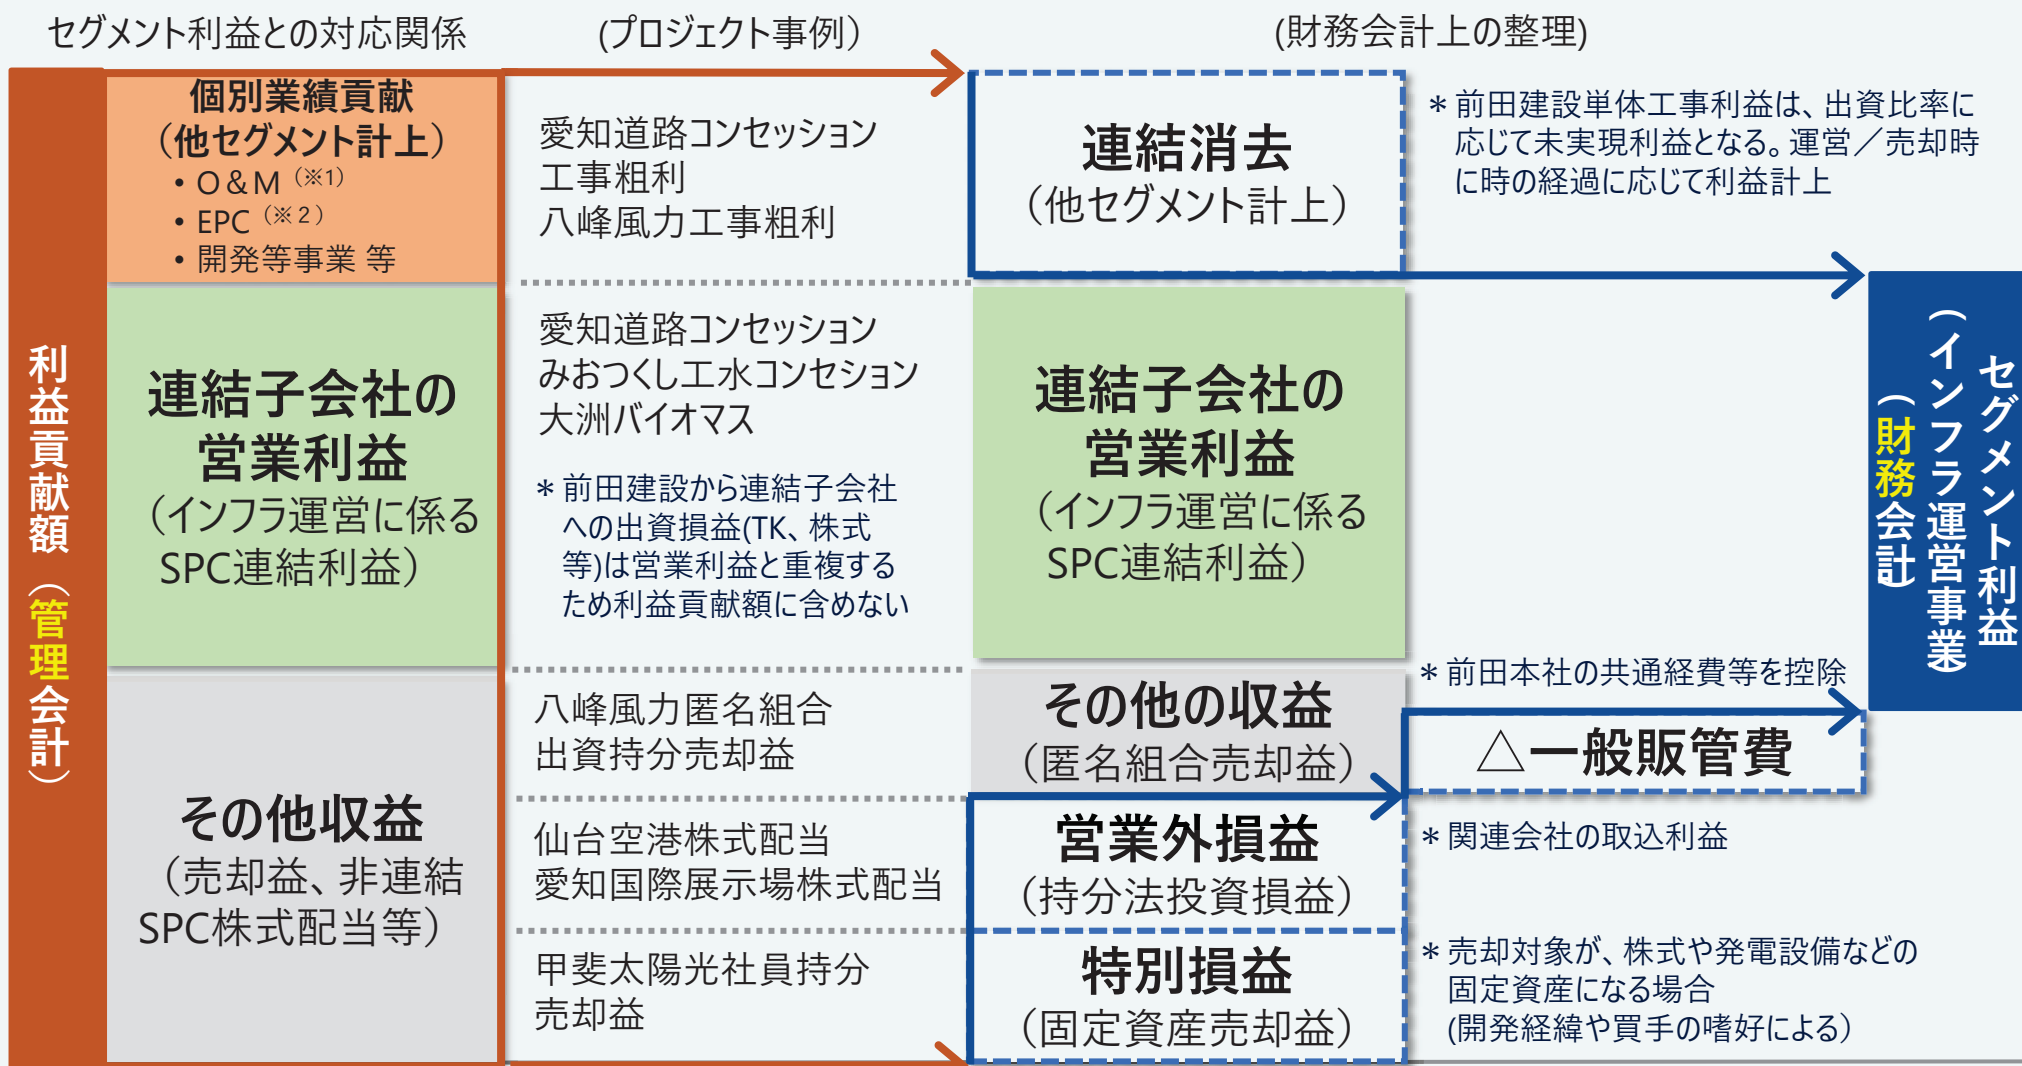 セグメント利益との対応関係
(プロジェクト事例）
(財務会計上の整理)
利益貢献額（管理会計）
個別業績貢献
（他セグメント計上）
・O＆M（※1）
・EPC（※２）
・開発等事業 等
連結子会社の
営業利益
（インフラ運営に係る
SPC連結利益）
その他収益
（売却益、非連結
SPC株式配当等）
愛知道路コンセッション
工事粗利
八峰風力工事粗利
愛知道路コンセッション
みおつくし工水コンセション
大洲バイオマス
＊前田建設から連結子会社
への出資損益(TK、株式
等)は営業利益と重複する
ため利益貢献額に含めない
八峰風力匿名組合
出資持分売却益
仙台空港株式配当
愛知国際展示場株式配当
甲斐太陽光社員持分
売却益
連結消去
（他セグメント計上）
連結子会社の
営業利益
（インフラ運営に係る
SPC連結利益）
その他の収益
（匿名組合売却益）
営業外損益
（持分法投資損益）
特別損益
（固定資産売却益）
＊前田建設単体工事利益は、出資比率に
応じて未実現利益となる。運営／売却時
に時の経過に応じて利益計上
＊前田本社の共通経費等を控除
△一般販管費
＊関連会社の取込利益
＊売却対象が、株式や発電設備などの
固定資産になる場合
(開発経緯や買手の嗜好による）
セグメント利益
（インフラ運営事業）
（財務会計）